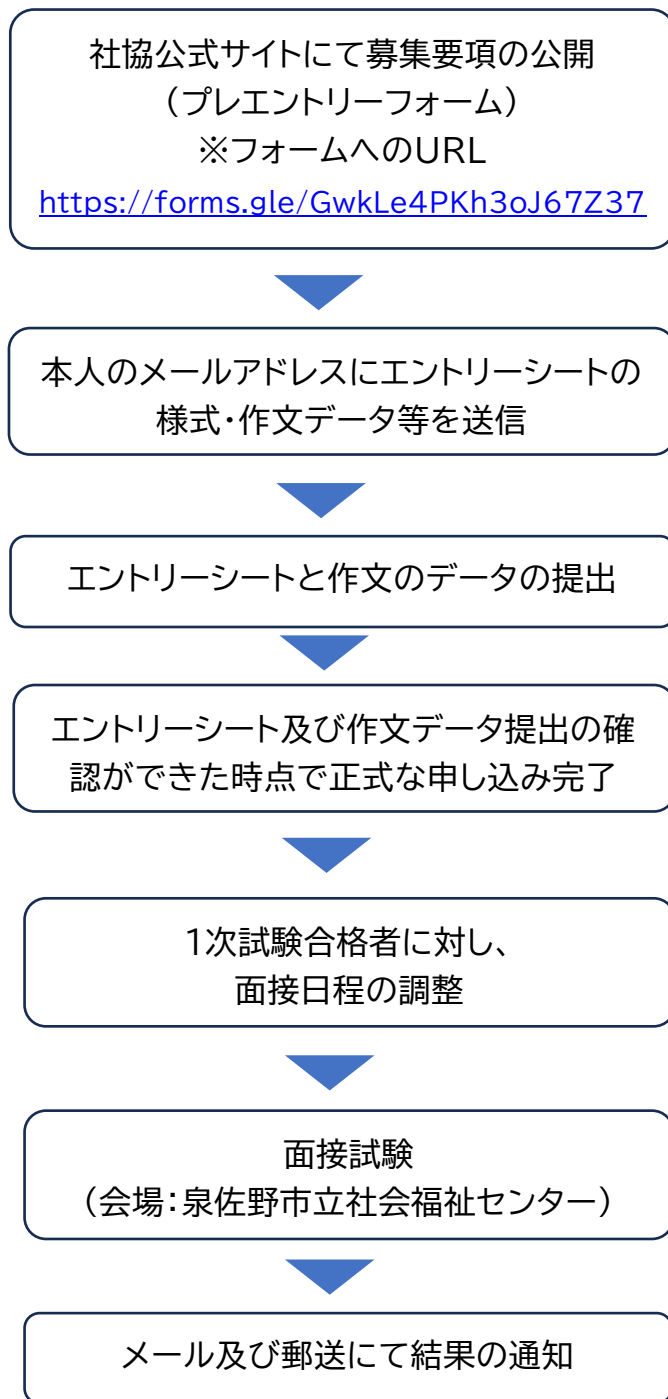 社協公式サイトにて募集要項の公開
（プレエントリーフォーム）
※フォームへのURL
https://forms.gle/GwkLe4PKh3oJ67Z37
本人のメールアドレスにエントリーシートの
様式・作文データ等を送信
エントリーシートと作文のデータの提出
エントリーシート及び作文データ提出の確
認ができた時点で正式な申し込み完了
1次試験合格者に対し、
面接日程の調整
面接試験
（会場：泉佐野市立社会福祉センター）
メール及び郵送にて結果の通知